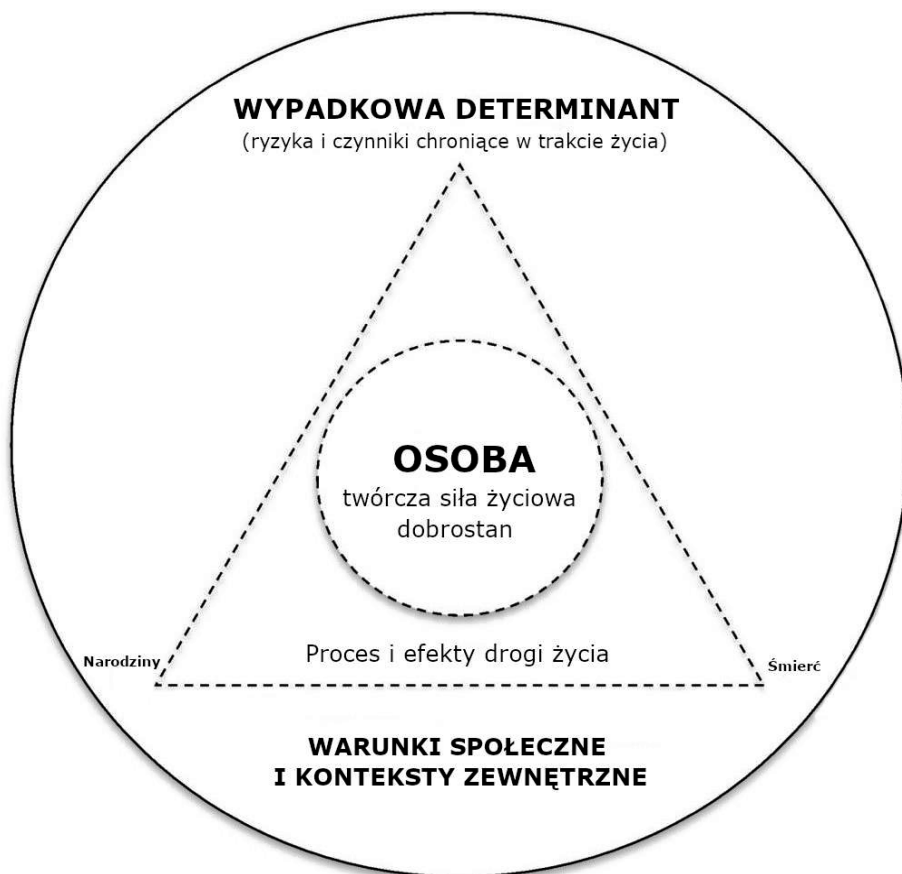 WYPADKOWA DETERMINANT
(ryzyka i czynniki chroniące w trakcie życia)
OSOBA
twórcza siła życiowa
dobrostan
Narodziny
Proces i efekty drogi życia
Śmierć
WARUNKI SPOŁECZNE
I KONTEKSTY ZEWNĘTRZNE